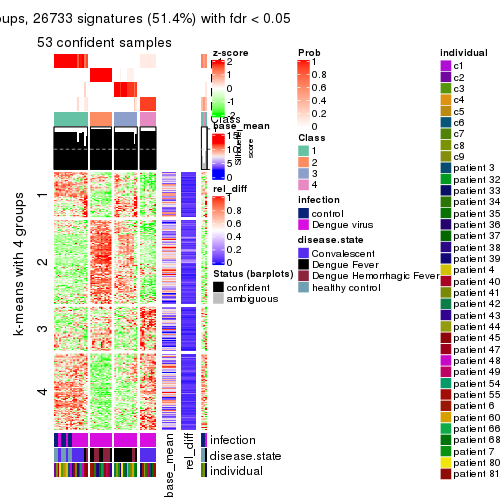 oups, 26733 signatures (51.4%) with fdr < 0.05
53 confident samples
z-score
2
1
0
-1
-2
Class
base_mean
15
10
5
0
Silhouette
score
rel_diff
1
0.8
0.6
0.4
0.2
0
Status (barplots)
confident
ambiguous
Prob
1
0.8
0.6
0.4
0.2
0
Class
1
2
3
4
infection
control
Dengue virus
disease.state
Convalescent
Dengue Fever
Dengue Hemorrhagic Fever
healthy control
individual
c1
c2
c3
c4
c5
c6
c7
c8
c9
patient 3
patient 32
patient 33
patient 34
patient 35
patient 36
patient 37
patient 38
patient 39
patient 4
patient 40
patient 41
patient 42
patient 43
patient 44
patient 45
patient 47
patient 48
patient 49
patient 54
patient 55
patient 6
patient 60
patient 66
patient 68
patient 7
patient 80
patient 81
k-means with 4 groups
1
2
3
4
infection
disease.state
individual
base_mean
rel_diff